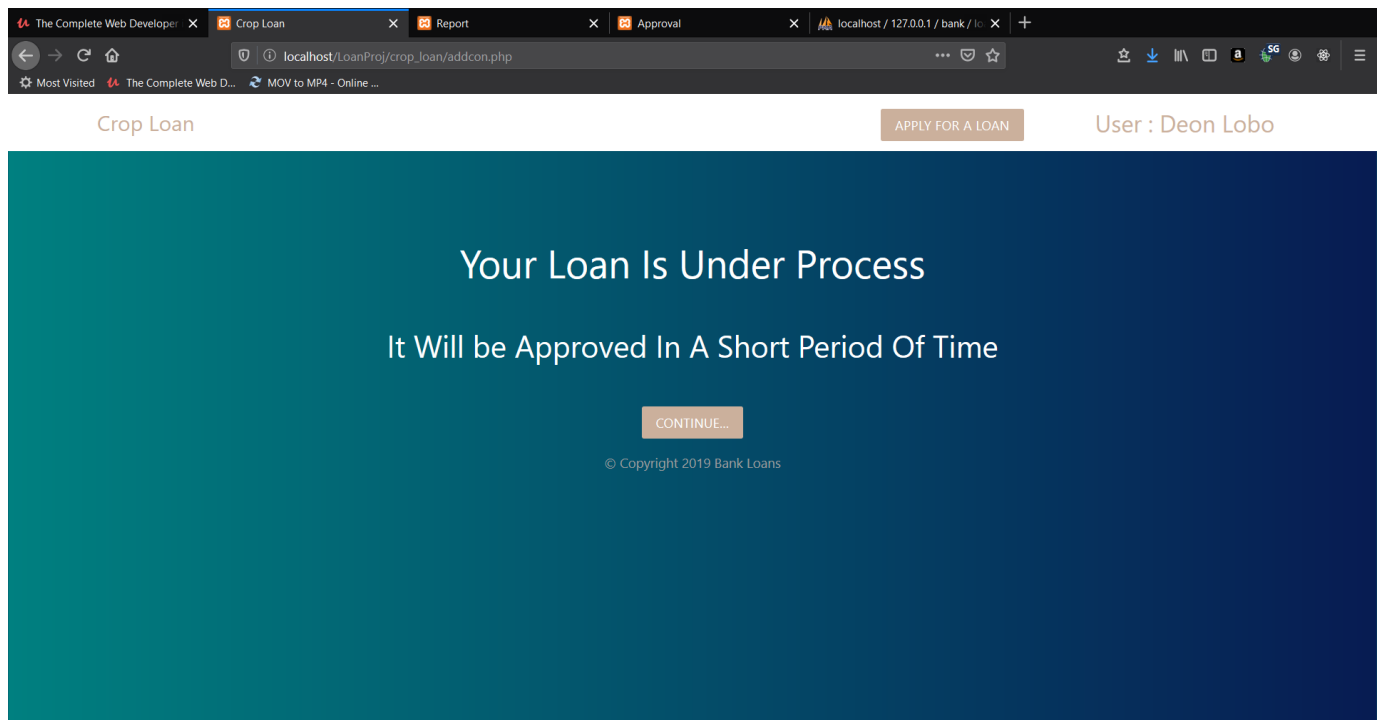 The Complete Web Developer
Crop Loan
Report
Approval
localhost / 127.0.0.1 / bank / lo
localhost/LoanProj/crop_loan/addcon.php
SG
a
Most Visited
The Complete Web D...
MOV to MP4 - Online ...
Crop Loan
APPLY FOR A LOAN
User : Deon Lobo
Your Loan Is Under Process
It Will be Approved In A Short Period Of Time
CONTINUE...
© Copyright 2019 Bank Loans